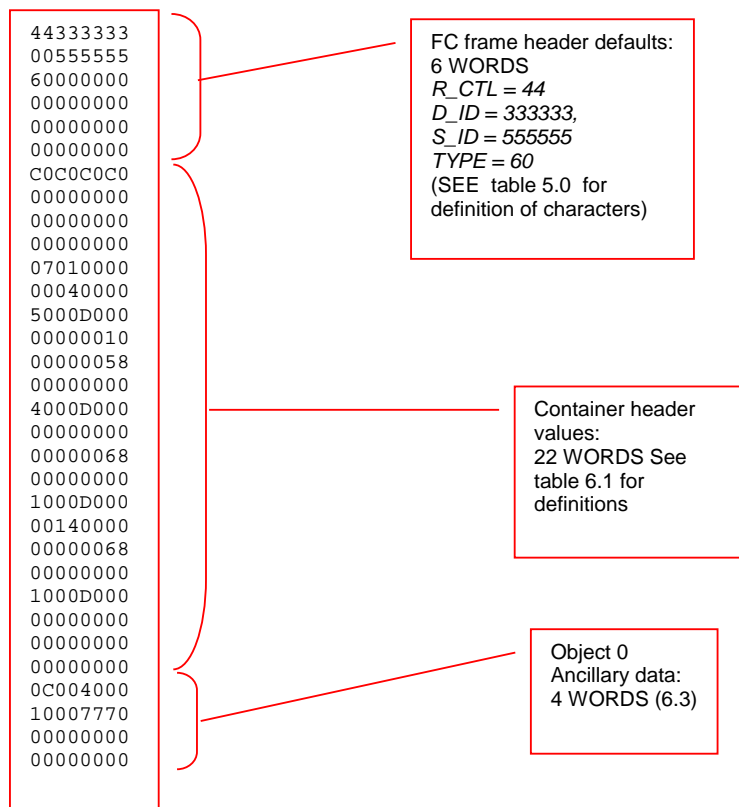 44333333
00555555
60000000
00000000
00000000
00000000
C0C0C0C0
00000000
00000000
00000000
07010000
00040000
5000D000
00000010
00000058
00000000
4000D000
00000000
00000068
00000000
1000D000
00140000
00000068
00000000
1000D000
00000000
00000000
00000000
0C004000
10007770
00000000
00000000
FC frame header defaults:
6 WORDS
R_CTL = 44
D_ID = 333333,
S_ID = 555555
TYPE = 60
(SEE table 5.0 for
definition of characters)
Container header
values:
22 WORDS See
table 6.1 for
definitions
Object 0
Ancillary data:
4 WORDS (6.3)